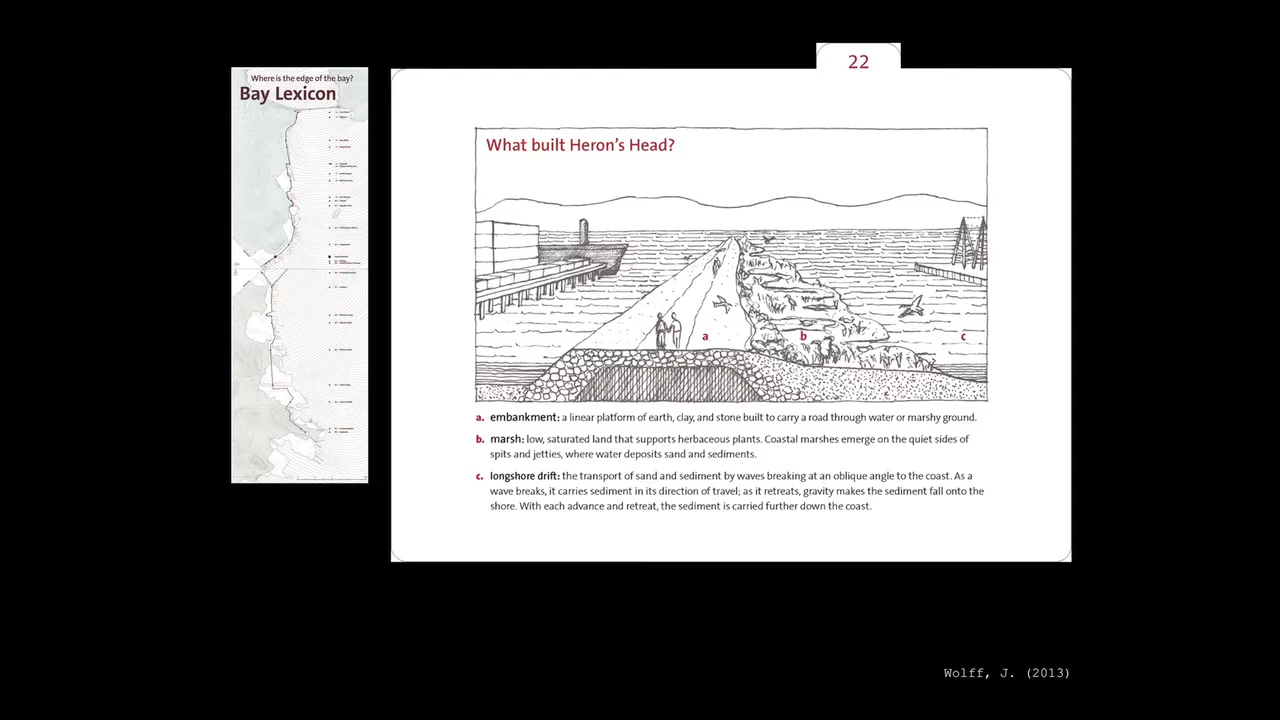 Where is the edge of the bay?
Bay Lexicon
22
What built Heron's Head?
a
b
c
a. embankment: a linear platform of earth, clay, and stone built to carry a road through water or marshy ground.
b. marsh: low, saturated land that supports herbaceous plants. Coastal marshes emerge on the quiet sides of
spits and jetties, where water deposits sand and sediments.
c. longshore drift: the transport of sand and sediment by waves breaking at an oblique angle to the coast. As a
wave breaks, it carries sediment in its direction of travel; as it retreats, gravity makes the sediment fall onto the
shore. With each advance and retreat, the sediment is carried further down the coast.
Wolff, J. (2013)